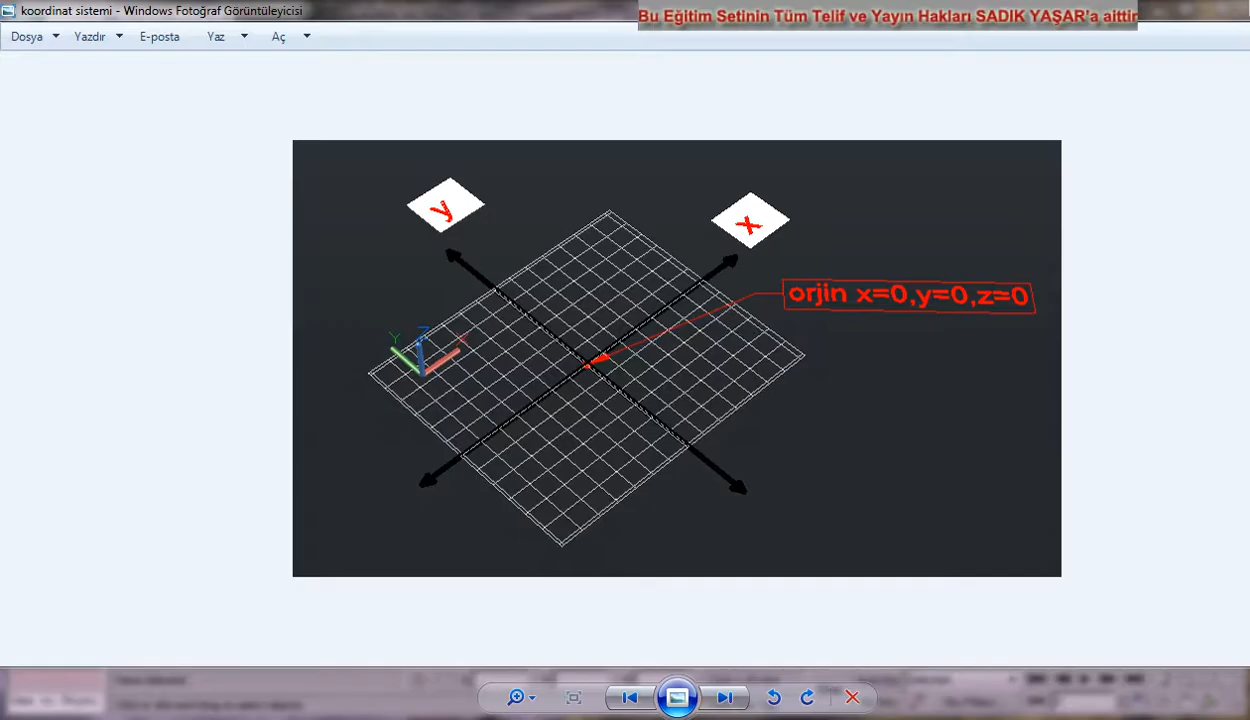 koordinat sistemi - Windows Fotoğraf Görüntüleyicisi
Bu Eğitim Setinin Tüm Telif ve Yayın Hakları SADIK YAŞAR'a aittir
Dosya Yazdır E-posta Yaz Aç
y
x
orjin x=0,y=0,z=0
Y Z X